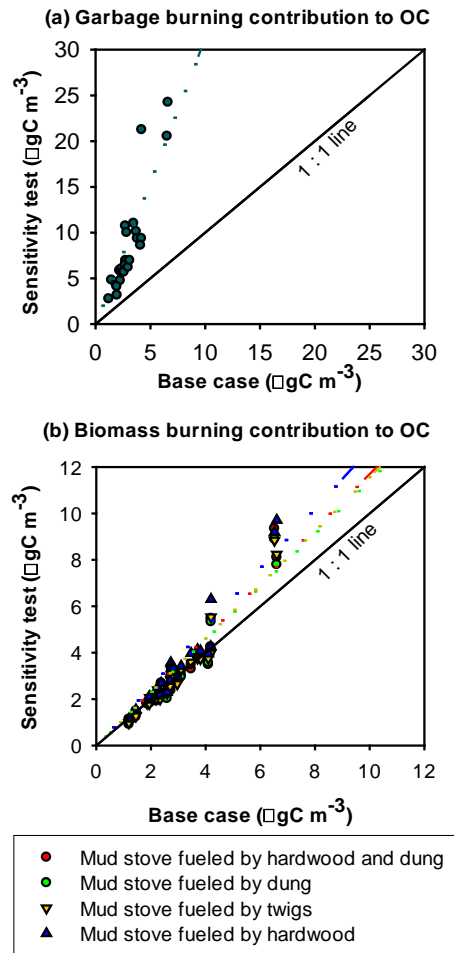 (a) Garbage burning contribution to OC
30
25
20
15
10
5
0
Sensitivity test (□gC m-3)
1 : 1 line
0 5 10 15 20 25 30
Base case (□gC m-3)
(b) Biomass burning contribution to OC
12
10
8
6
4
2
0
Sensitivity test (□gC m-3)
1 : 1 line
0 2 4 6 8 10 12
Base case (□gC m-3)
Mud stove fueled by hardwood and dung
Mud stove fueled by dung
Mud stove fueled by twigs
Mud stove fueled by hardwood